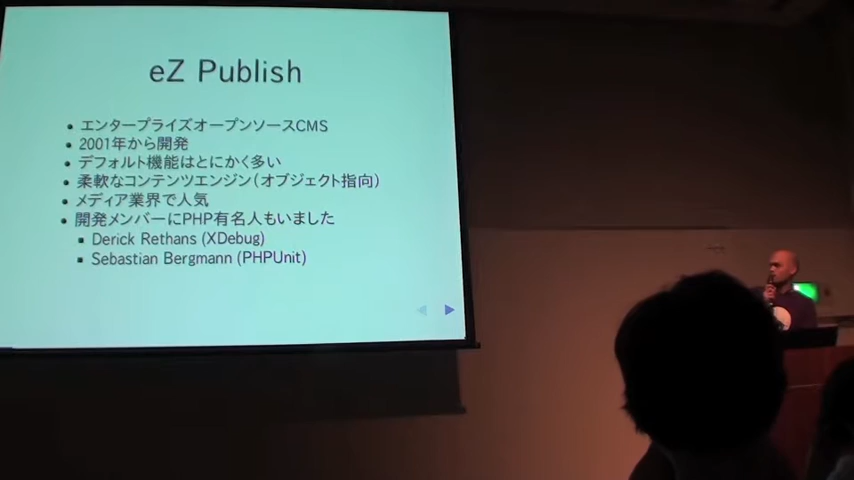 eZ Publish
エンタープライズオープンソースCMS
2001年から開発
デフォルト機能はとにかく多い
柔軟なコンテンツエンジン(オブジェクト指向)
メディア業界で人気
開発メンバーにPHP有名人もいました
Derick Rethans (XDebug)
Sebastian Bergmann (PHPUnit)